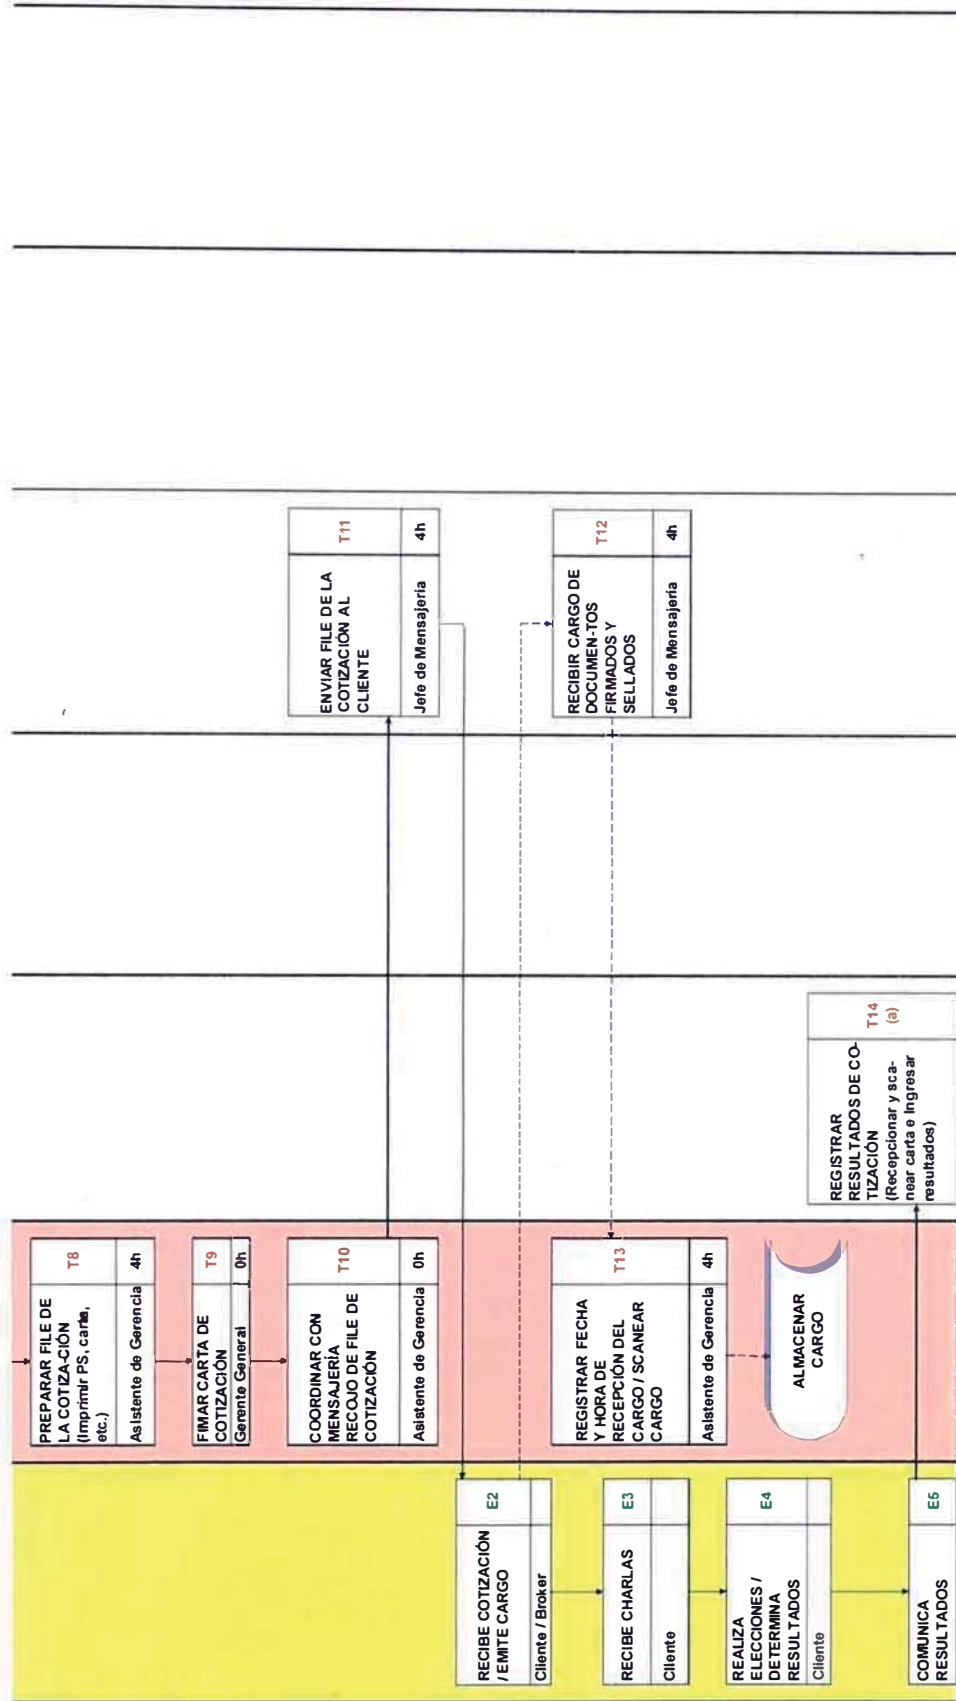 PREPARAR FILE DE
LA COTIZA-CIÓN
(Imprimir PS, carta,
etc.)
T8
Asistente de Gerencia
4h
FIMAR CARTA DE
COTIZACIÓN
T9
Gerente General
0h
COORDINAR CON
MENSAJERÍA
RECOJO DE FILE DE
COTIZACIÓN
T10
Asistente de Gerencia
0h
ENVIAR FILE DE LA
COTIZACIÓN AL
CLIENTE
T11
Jefe de Mensajería
4h
RECIBE COTIZACIÓN
/ EMITE CARGO
E2
Cliente / Broker
RECIBIR CARGO DE
DOCUMEN-TOS
FIRMADOS Y
SELLADOS
T12
Jefe de Mensajería
4h
REGISTRAR FECHA
Y HORA DE
RECEPCIÓN DEL
CARGO / SCANEAR
CARGO
T13
Asistente de Gerencia
4h
ALMACENAR
CARGO
RECIBE CHARLAS
E3
Cliente
REALIZA
ELECCIONES /
DETERMINA
RESULTADOS
E4
Cliente
COMUNICA
RESULTADOS
E5
REGISTRAR
RESULTADOS DE CO-
TIZACIÓN
(Recepcionar y sca-
near carta e Ingresar
resultados)
T14
(a)